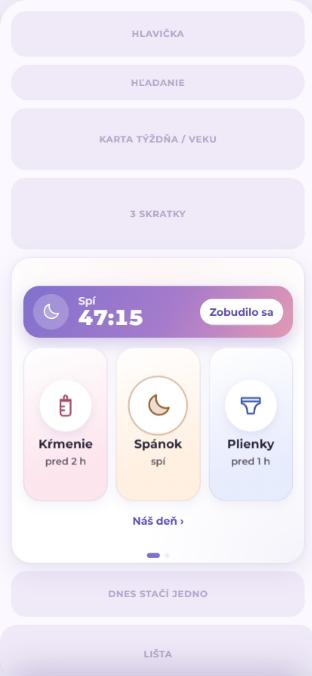 HLAVIČKA
HĽADANIE
KARTA TÝŽDŇA / VEKU
3 SKRATKY
Spí
47:15
Zobudilo sa
Kŕmenie
pred 2 h
Spánok
spí
Plienky
pred 1 h
Náš deň ›
DNES STAČÍ JEDNO
LIŠTA